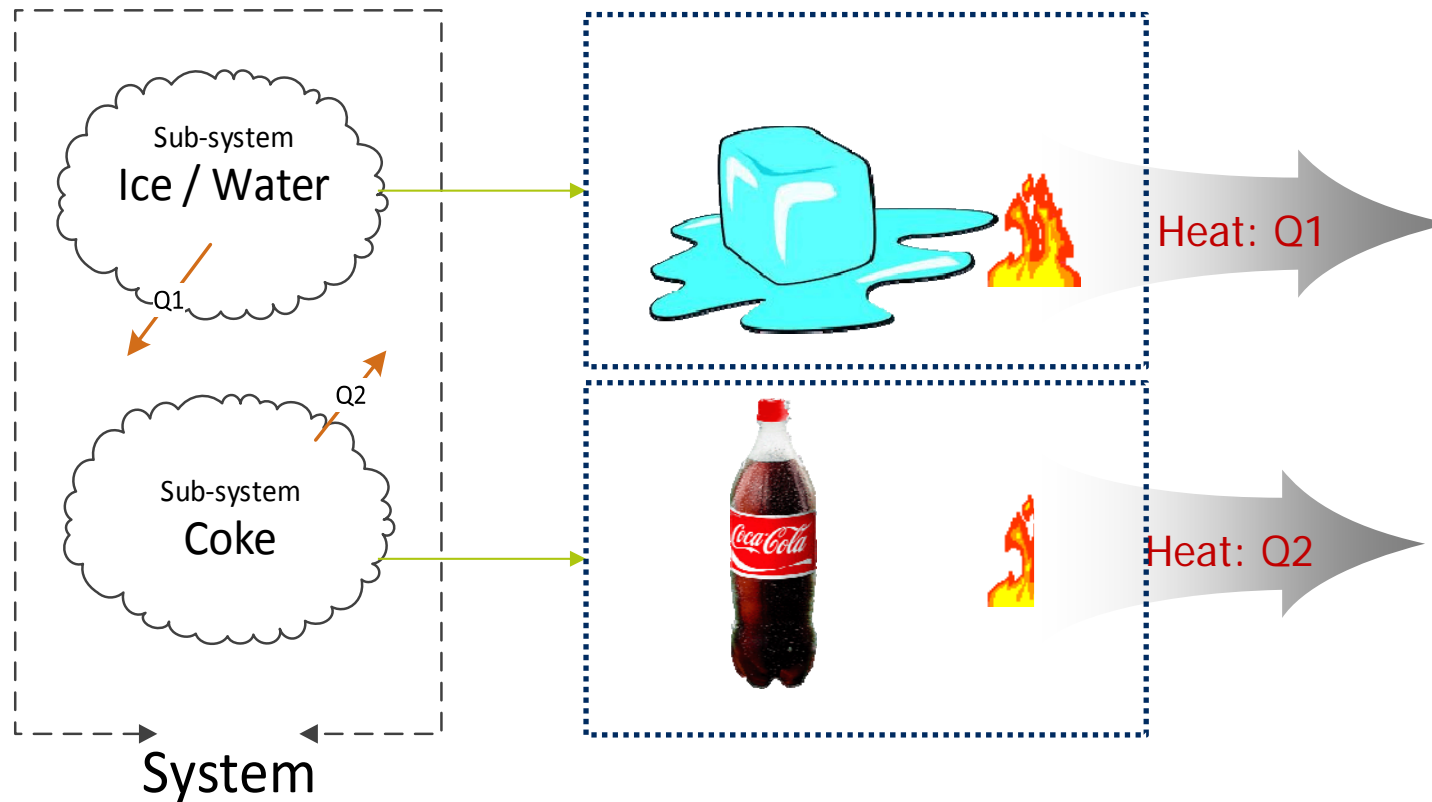 Sub-system
Ice / Water
Q1
Q2
Sub-system
Coke
System
Heat: Q1
Coca-Cola
Heat: Q2